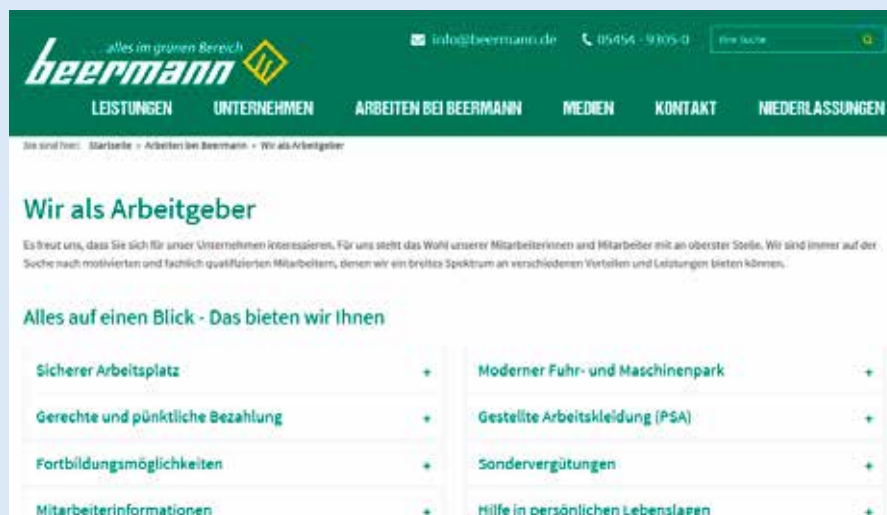 ... alles im grünen Bereich
beermann
info@beermann.de 05454 - 9305-0 Ihre Suche
LEISTUNGEN UNTERNEHMEN ARBEITEN BEI BEERMANN MEDIEN KONTAKT NIEDERLASSUNGEN
Sie sind hier: Startseite » Arbeiten bei Beermann » Wir als Arbeitgeber
Wir als Arbeitgeber
Es freut uns, dass Sie sich für unser Unternehmen interessieren. Für uns steht das Wohl unserer Mitarbeiterinnen und Mitarbeiter mit an oberster Stelle. Wir sind immer auf der
Suche nach motivierten und fachlich qualifizierten Mitarbeitern, denen wir ein breites Spektrum an verschiedenen Vorteilen und Leistungen bieten können.
Alles auf einen Blick - Das bieten wir Ihnen
Sicherer Arbeitsplatz + Moderner Fuhr- und Maschinenpark +
Gerechte und pünktliche Bezahlung + Gestellte Arbeitskleidung (PSA) +
Fortbildungsmöglichkeiten + Sondervergütungen +
Mitarbeiterinformationen + Hilfe in persönlichen Lebenslagen +